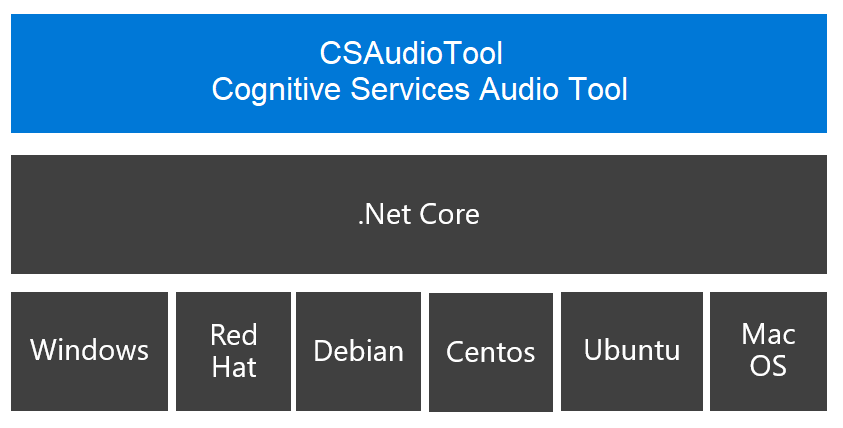 CSAudioTool
Cognitive Services Audio Tool
.Net Core
Windows
Red
Hat
Debian
Centos
Ubuntu
Mac
OS